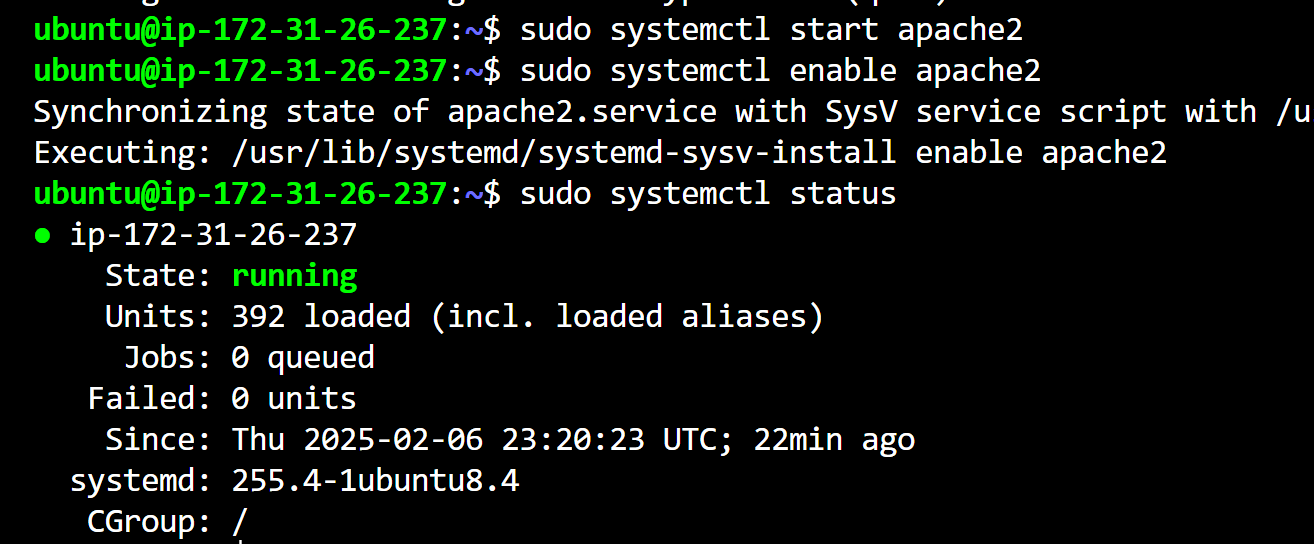 ubuntu@ip-172-31-26-237:~$ sudo systemctl start apache2
ubuntu@ip-172-31-26-237:~$ sudo systemctl enable apache2
Synchronizing state of apache2.service with SysV service script with /u
Executing: /usr/lib/systemd/systemd-sysv-install enable apache2
ubuntu@ip-172-31-26-237:~$ sudo systemctl status
● ip-172-31-26-237
State: running
Units: 392 loaded (incl. loaded aliases)
Jobs: 0 queued
Failed: 0 units
Since: Thu 2025-02-06 23:20:23 UTC; 22min ago
systemd: 255.4-1ubuntu8.4
CGroup: /